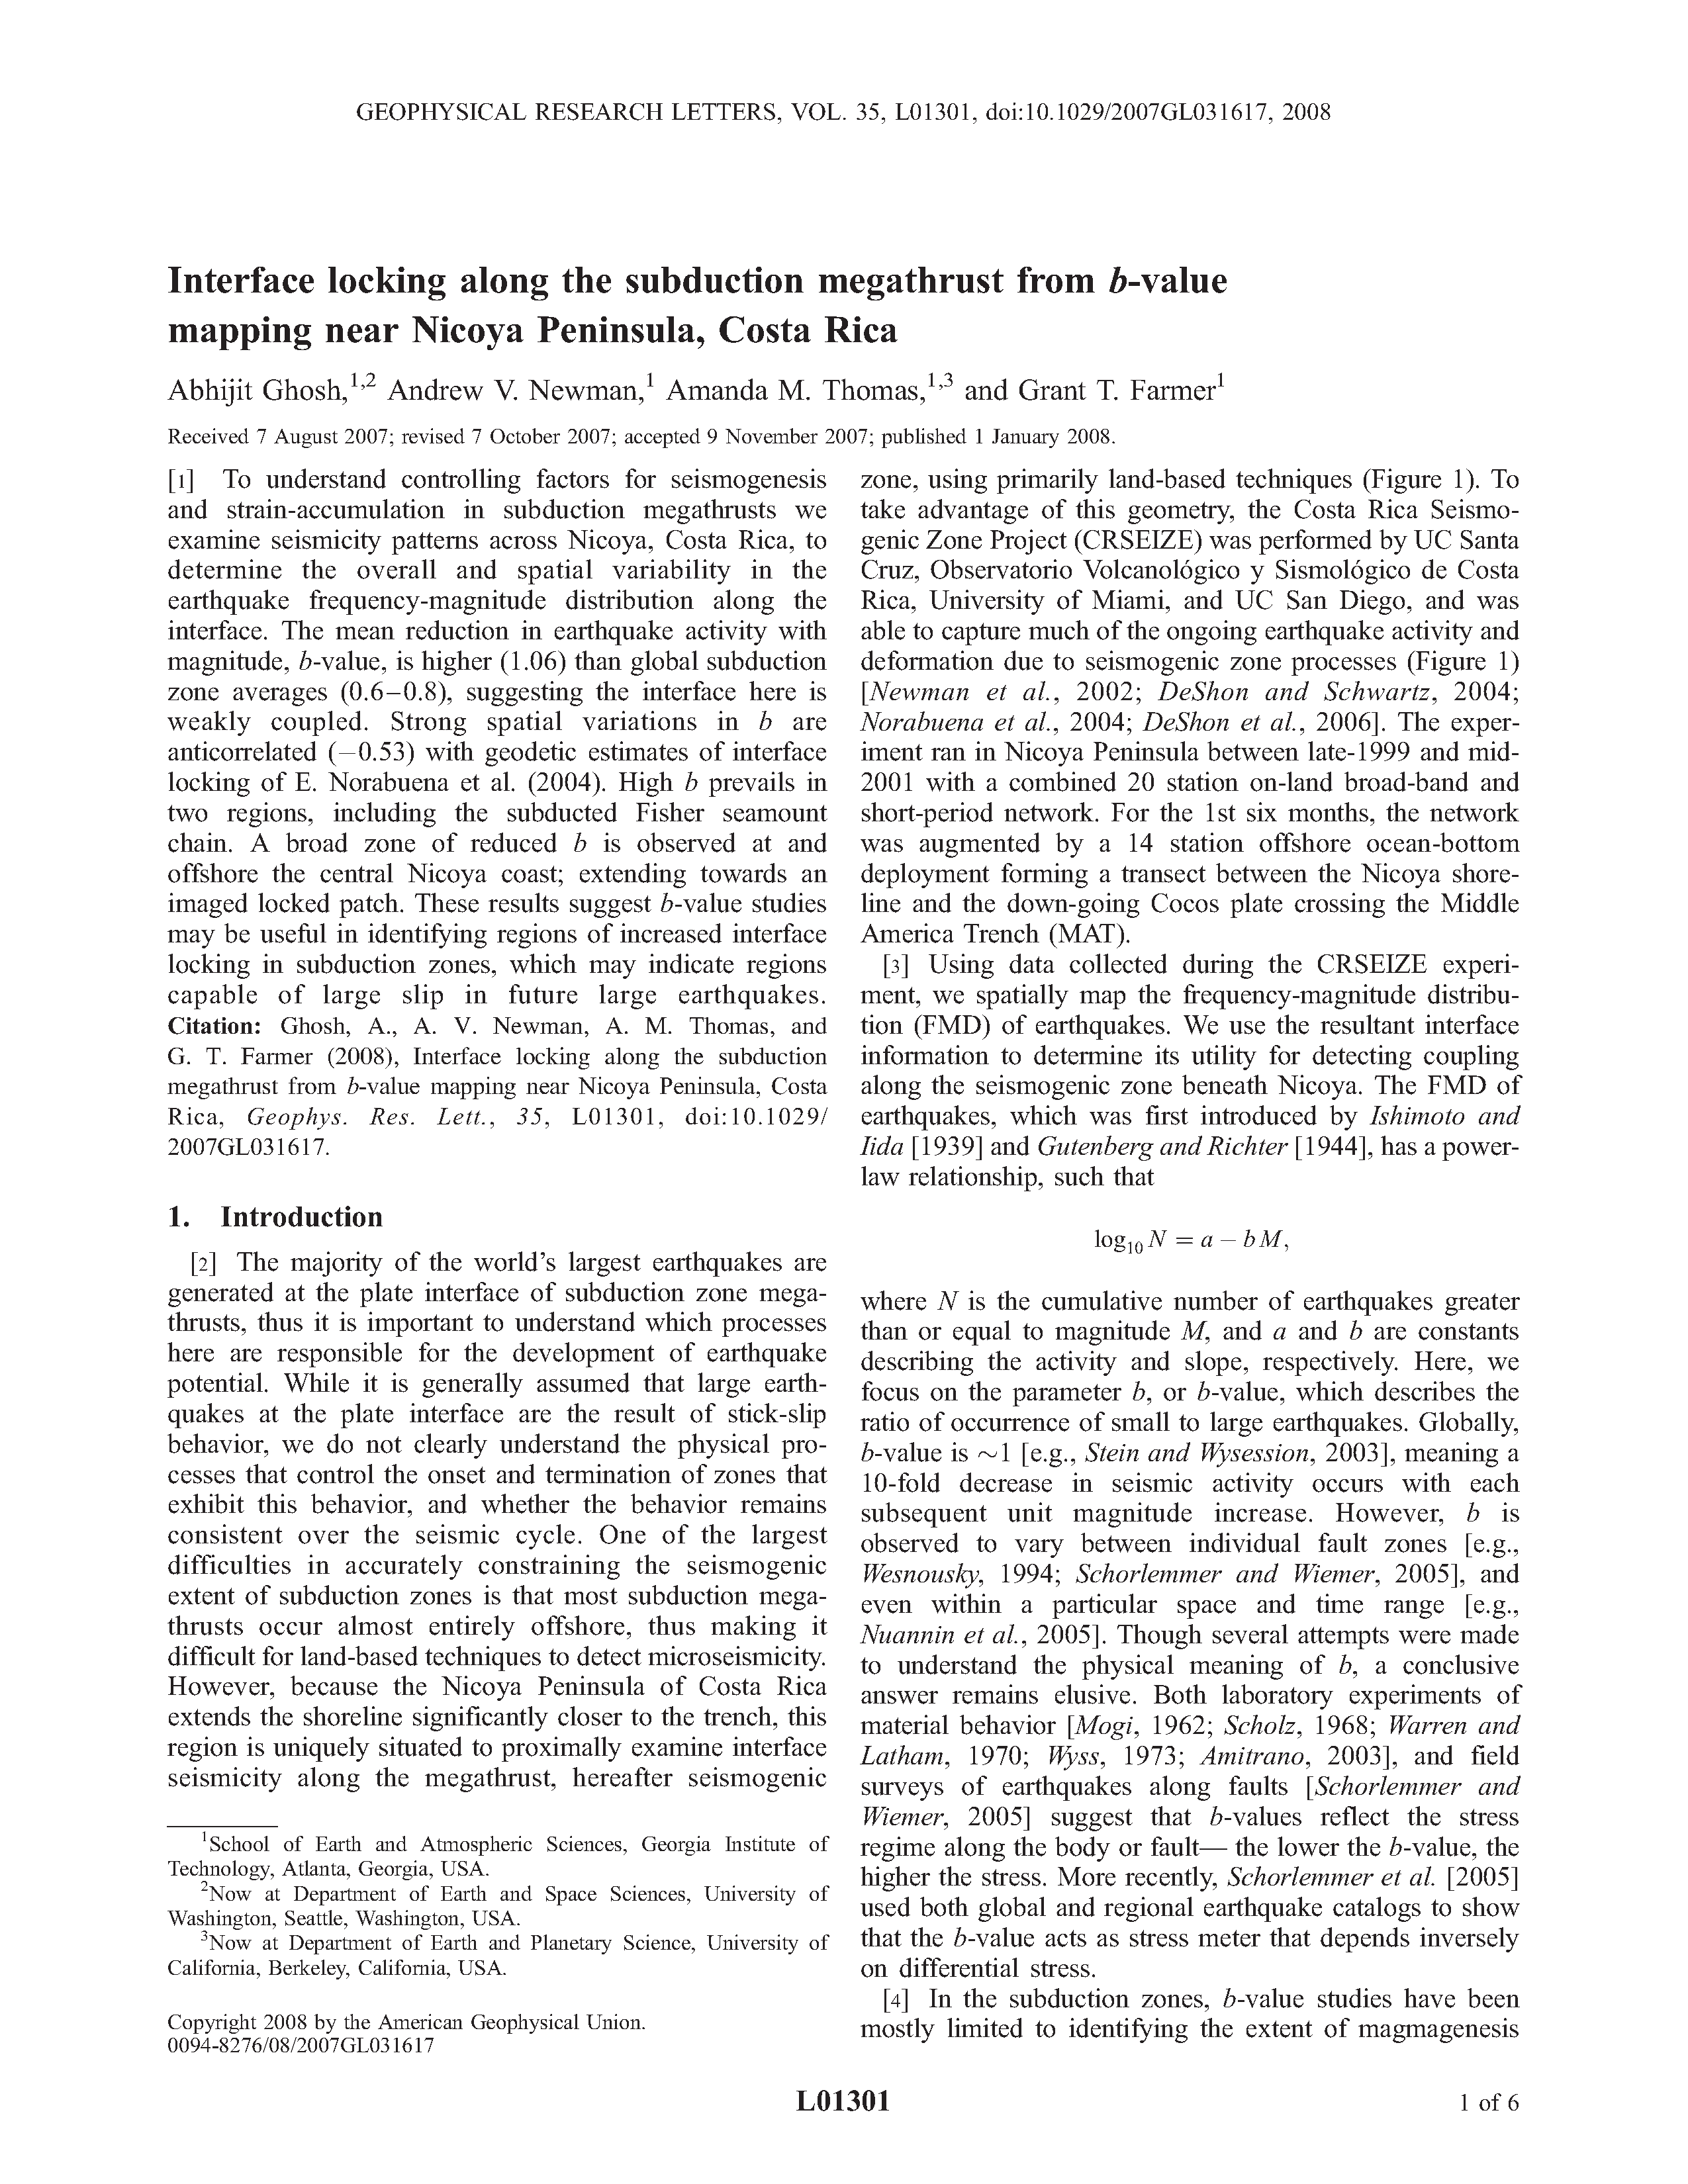 GEOPHYSICAL RESEARCH LETTERS, VOL. 35, L01301, doi:10.1029/2007GL031617, 2008
Interface locking along the subduction megathrust from b-value
mapping near Nicoya Peninsula, Costa Rica
Abhijit Ghosh,1,2 Andrew V. Newman,1 Amanda M. Thomas,1,3 and Grant T. Farmer1
Received 7 August 2007; revised 7 October 2007; accepted 9 November 2007; published 1 January 2008.
[1] To understand controlling factors for seismogenesis
and strain-accumulation in subduction megathrusts we
examine seismicity patterns across Nicoya, Costa Rica, to
determine the overall and spatial variability in the
earthquake frequency-magnitude distribution along the
interface. The mean reduction in earthquake activity with
magnitude, b-value, is higher (1.06) than global subduction
zone averages (0.6–0.8), suggesting the interface here is
weakly coupled. Strong spatial variations in b are
anticorrelated (−0.53) with geodetic estimates of interface
locking of E. Norabuena et al. (2004). High b prevails in
two regions, including the subducted Fisher seamount
chain. A broad zone of reduced b is observed at and
offshore the central Nicoya coast; extending towards an
imaged locked patch. These results suggest b-value studies
may be useful in identifying regions of increased interface
locking in subduction zones, which may indicate regions
capable of large slip in future large earthquakes.
Citation: Ghosh, A., A. V. Newman, A. M. Thomas, and
G. T. Farmer (2008), Interface locking along the subduction
megathrust from b-value mapping near Nicoya Peninsula, Costa
Rica, Geophys. Res. Lett., 35, L01301, doi:10.1029/
2007GL031617.
1. Introduction
[2] The majority of the world's largest earthquakes are
generated at the plate interface of subduction zone mega-
thrusts, thus it is important to understand which processes
here are responsible for the development of earthquake
potential. While it is generally assumed that large earth-
quakes at the plate interface are the result of stick-slip
behavior, we do not clearly understand the physical pro-
cesses that control the onset and termination of zones that
exhibit this behavior, and whether the behavior remains
consistent over the seismic cycle. One of the largest
difficulties in accurately constraining the seismogenic
extent of subduction zones is that most subduction mega-
thrusts occur almost entirely offshore, thus making it
difficult for land-based techniques to detect microseismicity.
However, because the Nicoya Peninsula of Costa Rica
extends the shoreline significantly closer to the trench, this
region is uniquely situated to proximally examine interface
seismicity along the megathrust, hereafter seismogenic
1School of Earth and Atmospheric Sciences, Georgia Institute of
Technology, Atlanta, Georgia, USA.
2Now at Department of Earth and Space Sciences, University of
Washington, Seattle, Washington, USA.
3Now at Department of Earth and Planetary Science, University of
California, Berkeley, California, USA.
Copyright 2008 by the American Geophysical Union.
0094-8276/08/2007GL031617
zone, using primarily land-based techniques (Figure 1). To
take advantage of this geometry, the Costa Rica Seismo-
genic Zone Project (CRSEIZE) was performed by UC Santa
Cruz, Observatorio Volcanológico y Sismológico de Costa
Rica, University of Miami, and UC San Diego, and was
able to capture much of the ongoing earthquake activity and
deformation due to seismogenic zone processes (Figure 1)
[Newman et al., 2002; DeShon and Schwartz, 2004;
Norabuena et al., 2004; DeShon et al., 2006]. The exper-
iment ran in Nicoya Peninsula between late-1999 and mid-
2001 with a combined 20 station on-land broad-band and
short-period network. For the 1st six months, the network
was augmented by a 14 station offshore ocean-bottom
deployment forming a transect between the Nicoya shore-
line and the down-going Cocos plate crossing the Middle
America Trench (MAT).
[3] Using data collected during the CRSEIZE experi-
ment, we spatially map the frequency-magnitude distribu-
tion (FMD) of earthquakes. We use the resultant interface
information to determine its utility for detecting coupling
along the seismogenic zone beneath Nicoya. The FMD of
earthquakes, which was first introduced by Ishimoto and
Iida [1939] and Gutenberg and Richter [1944], has a power-
law relationship, such that
log10 N = a − b M,
where N is the cumulative number of earthquakes greater
than or equal to magnitude M, and a and b are constants
describing the activity and slope, respectively. Here, we
focus on the parameter b, or b-value, which describes the
ratio of occurrence of small to large earthquakes. Globally,
b-value is ∼1 [e.g., Stein and Wysession, 2003], meaning a
10-fold decrease in seismic activity occurs with each
subsequent unit magnitude increase. However, b is
observed to vary between individual fault zones [e.g.,
Wesnousky, 1994; Schorlemmer and Wiemer, 2005], and
even within a particular space and time range [e.g.,
Nuannin et al., 2005]. Though several attempts were made
to understand the physical meaning of b, a conclusive
answer remains elusive. Both laboratory experiments of
material behavior [Mogi, 1962; Scholz, 1968; Warren and
Latham, 1970; Wyss, 1973; Amitrano, 2003], and field
surveys of earthquakes along faults [Schorlemmer and
Wiemer, 2005] suggest that b-values reflect the stress
regime along the body or fault— the lower the b-value, the
higher the stress. More recently, Schorlemmer et al. [2005]
used both global and regional earthquake catalogs to show
that the b-value acts as stress meter that depends inversely
on differential stress.
[4] In the subduction zones, b-value studies have been
mostly limited to identifying the extent of magmagenesis
L01301
1 of 6